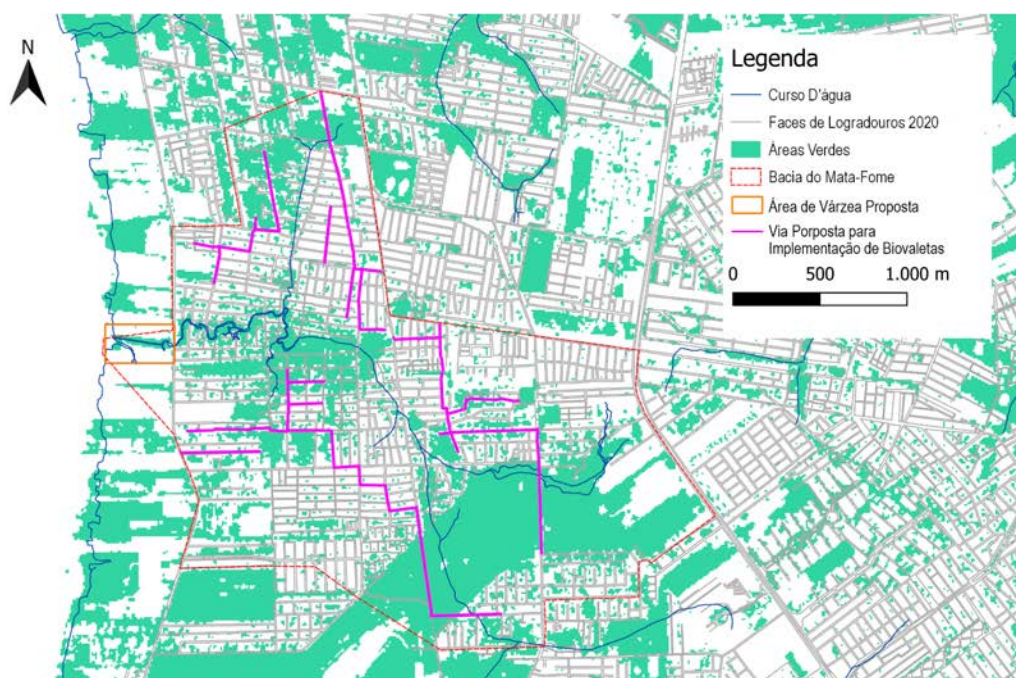 N
Legenda
Curso D'água
Faces de Logradouros 2020
Áreas Verdes
Bacia do Mata-Fome
Área de Várzea Proposta
Via Porposta para
Implementação de Biovaletas
0 500 1.000 m